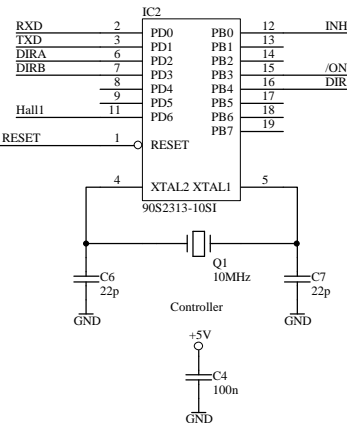 IC2
RXD 2 PD0 PB0 12 INH
TXD 3 PD1 PB1 13
DIRA 6 PD2 PB2 14
DIRB 7 PD3 PB3 15 /ON
8 PD4 PB4 16 DIR
9 PD5 PB5 17
Hall1 11 PD6 PB6 18
PB7 19
RESET 1 RESET
4 XTAL2 XTAL1 5
90S2313-10SI
Q1
10MHz
C6
22p
C7
22p
GND
GND
Controller
+5V
C4
100n
GND